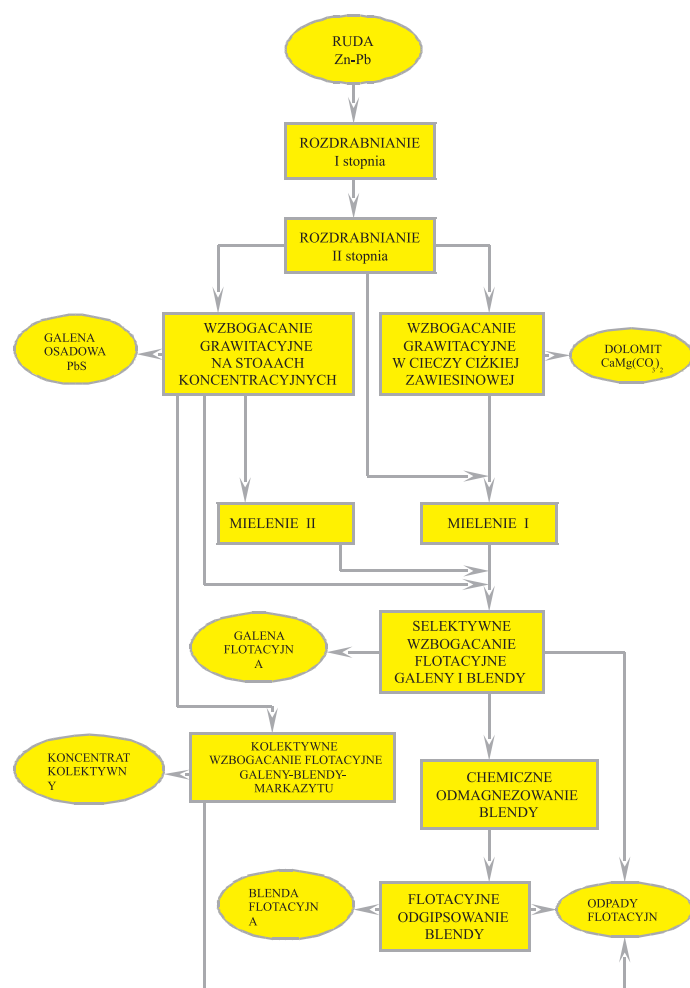 RUDA
Zn-Pb
ROZDRABNIANIE
I stopnia
ROZDRABNIANIE
II stopnia
GALENA
OSADOWA
PbS
WZBOGACANIE
GRAWITACYJNE
NA STOAACH
KONCENTRACYJNYCH
WZBOGACANIE
GRAWITACYJNE
W CIECZY CIŻKIEJ
ZAWIESINOWEJ
DOLOMIT
CaMg(CO₃)₂
MIELENIE II
MIELENIE I
GALENA
FLOTACYJN
A
SELEKTYWNE
WZBOGACANIE
FLOTACYJNE
GALENY I BLENDY
KONCENTRAT
KOLEKTYWN
Y
KOLEKTYWNE
WZBOGACANIE FLOTACYJNE
GALENY-BLENDY-
MARKAZYTU
CHEMICZNE
ODMAGNEZOWANIE
BLENDY
BLENDA
FLOTACYJN
A
FLOTACYJNE
ODGIPSOWANIE
BLENDY
ODPADY
FLOTACYJN